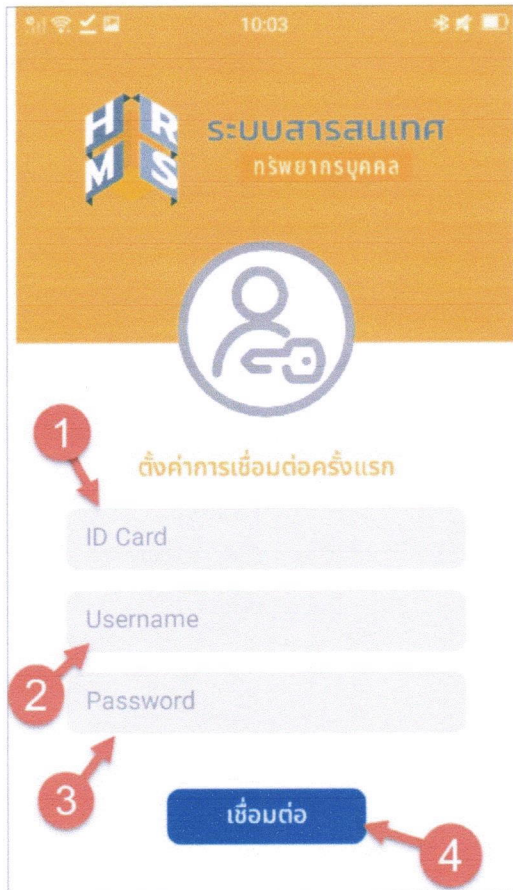 10:03
HR
MS
ระบบสารสนเทศ
ทรัพยากรบุคคล
1
ตั้งค่าการเชื่อมต่อครั้งแรก
ID Card
Username
2
Password
3
เชื่อมต่อ
4